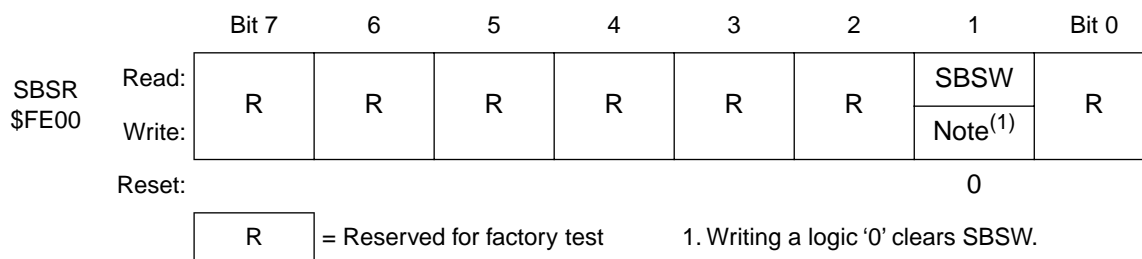 Bit 7 6 5 4 3 2 1 Bit 0
SBSR
$FE00
Read: R R R R R R SBSW R
Write: Note(1)
Reset: 0
R = Reserved for factory test 1. Writing a logic ‘0’ clears SBSW.